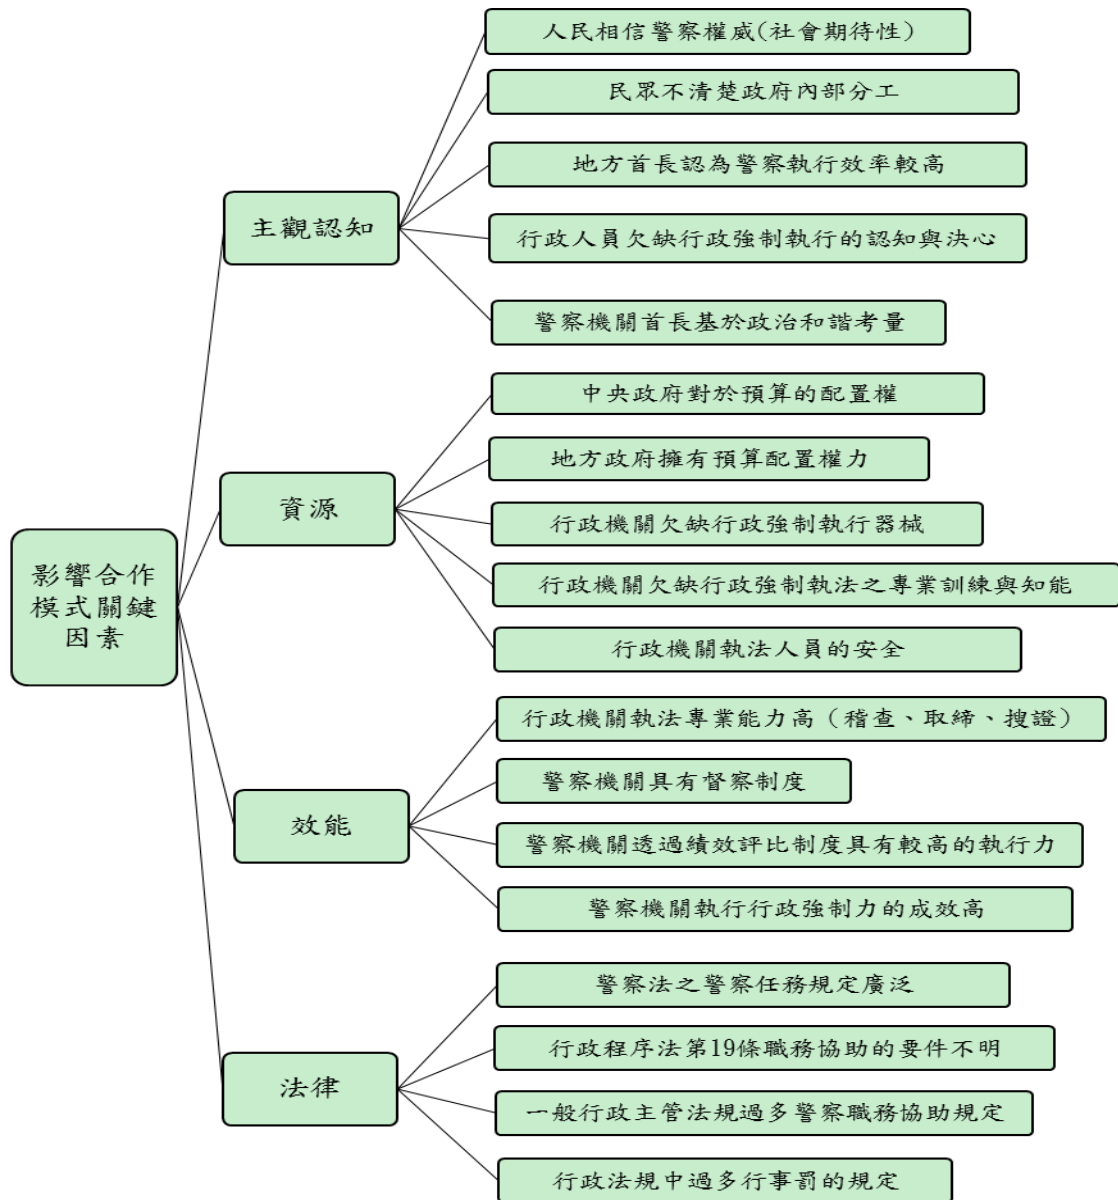 影響合作
模式關鍵
因素
主觀認知
人民相信警察權威(社會期待性)
民眾不清楚政府內部分工
地方首長認為警察執行效率較高
行政人員欠缺行政強制執行的認知與決心
警察機關首長基於政治和諧考量
資源
中央政府對於預算的配置權
地方政府擁有預算配置權力
行政機關欠缺行政強制執行器械
行政機關欠缺行政強制執法之專業訓練與知能
行政機關執法人員的安全
效能
行政機關執法專業能力高（稽查、取締、搜證）
警察機關具有督察制度
警察機關透過績效評比制度具有較高的執行力
警察機關執行行政強制力的成效高
法律
警察法之警察任務規定廣泛
行政程序法第19條職務協助的要件不明
一般行政主管法規過多警察職務協助規定
行政法規中過多行事罰的規定